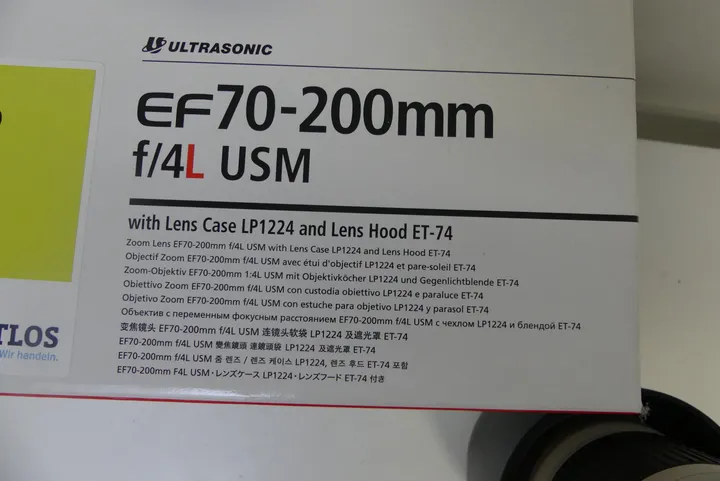 ULTRASONIC
EF70-200mm
f/4L USM
with Lens Case LP1224 and Lens Hood ET-74
Zoom Lens EF70-200mm f/4L USM with Lens Case LP1224 and Lens Hood ET-74
Objectif Zoom EF70-200mm f/4L USM avec étui d'objectif LP1224 et pare-soleil ET-74
Zoom-Objektiv EF70-200mm 1:4L USM mit Objektivköcher LP1224 und Gegenlichtblende ET-74
Obiettivo Zoom EF70-200mm f/4L USM con custodia obiettivo LP1224 e paraluce ET-74
Objetivo Zoom EF70-200mm f/4L USM con estuche para objetivo LP1224 y parasol ET-74
Объектив с переменным фокусным расстоянием EF70-200mm f/4L USM с чехлом LP1224 и блендой ET-74
变焦镜头 EF70-200mm f/4L USM 连镜头软袋 LP1224 及遮光罩 ET-74
EF70-200mm f/4L USM 變焦鏡頭 連鏡頭袋 LP1224 及遮光罩 ET-74
EF70-200mm f/4L USM 줌 렌즈 / 렌즈 케이스 LP1224, 렌즈 후드 ET-74 포함
EF70-200mm F4L USM・レンズケース LP1224・レンズフード ET-74 付き
TLOS
Wir handeln.